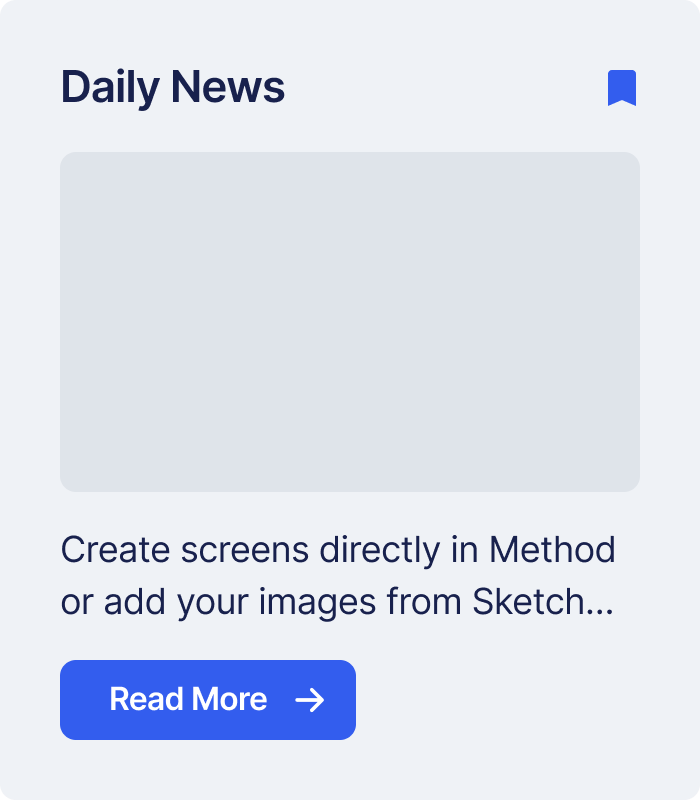 Daily News
Create screens directly in Method
or add your images from Sketch...
Read More